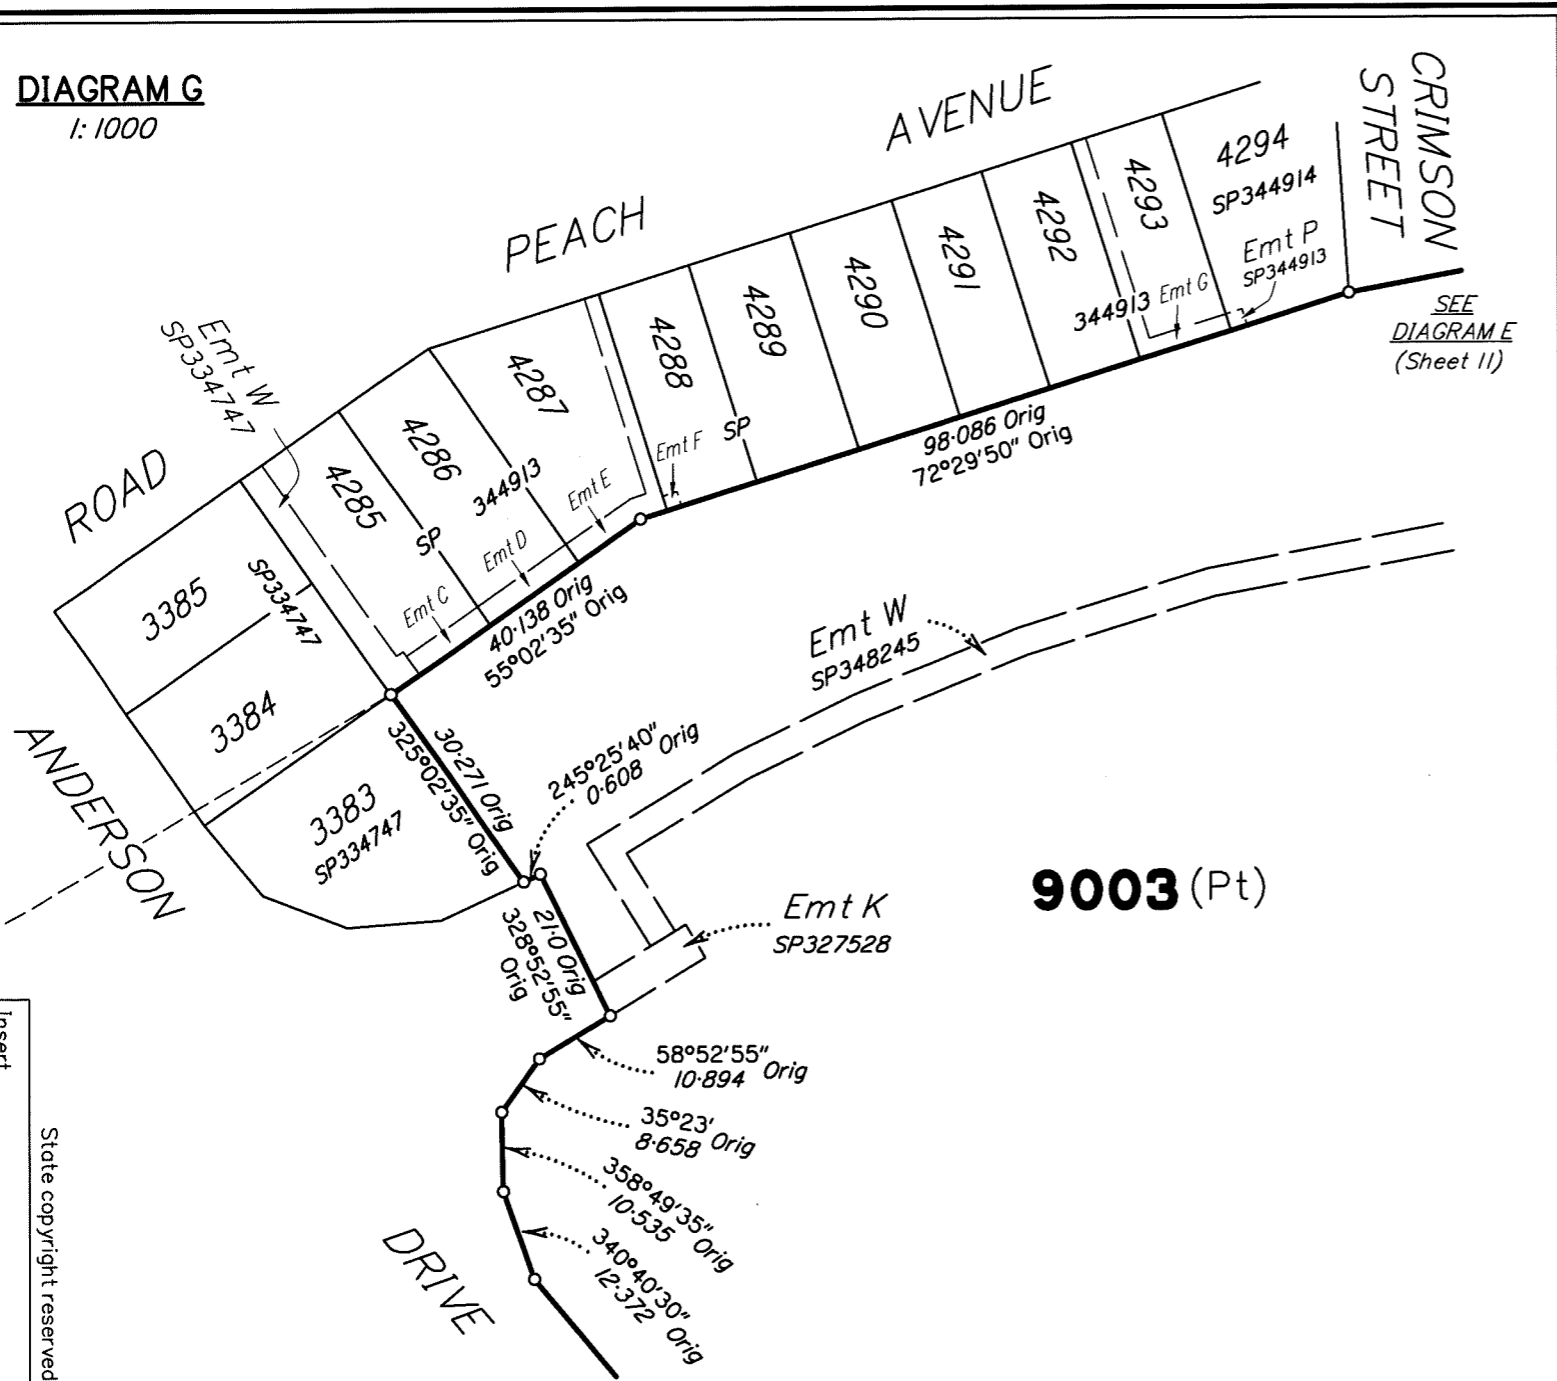 DIAGRAM G
1:1000
CRIMSON
STREET
AVENUE
PEACH
ROAD
4294
SP344914
4293
4292
4291
4290
4289
4288
4287
4286
4285
Emt P
SP344913
Emt G
344913
SEE
DIAGRAM E
(Sheet 11)
Emt W
SP334747
Emt F
SP
Emt E
344913
SP
Emt D
Emt C
98·086 Orig
72°29'50" Orig
40·138 Orig
55°02'35" Orig
3385
SP334747
3384
3383
SP334747
ANDERSON
30·271 Orig
325°02'35" Orig
245°25'40"
0·608
Orig
Emt W
SP348245
21·0 Orig
328°52'55"
Orig
Emt K
SP327528
9003 (Pt)
58°52'55"
10·894
Orig
35°23'
8·658
Orig
358°49'35"
10·535
Orig
340°40'30"
12·372
Orig
DRIVE
Insert
State copyright reserved